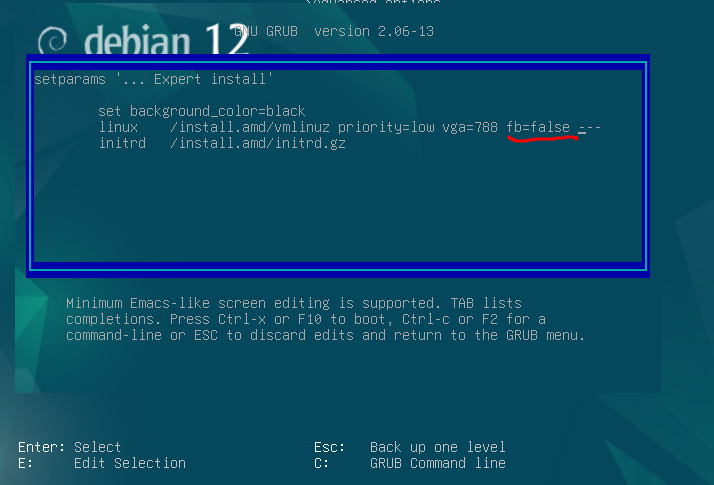 Advanced options
debian 12
GNU GRUB  version 2.06-13
setparams '... Expert install'
set background_color=black
linux    /install.amd/vmlinuz priority=low vga=788 fb=false ---
initrd   /install.amd/initrd.gz
Minimum Emacs-like screen editing is supported. TAB lists
completions. Press Ctrl-x or F10 to boot, Ctrl-c or F2 for a
command-line or ESC to discard edits and return to the GRUB menu.
Enter: Select    Esc:   Back up one level
E:     Edit Selection    C:     GRUB Command line